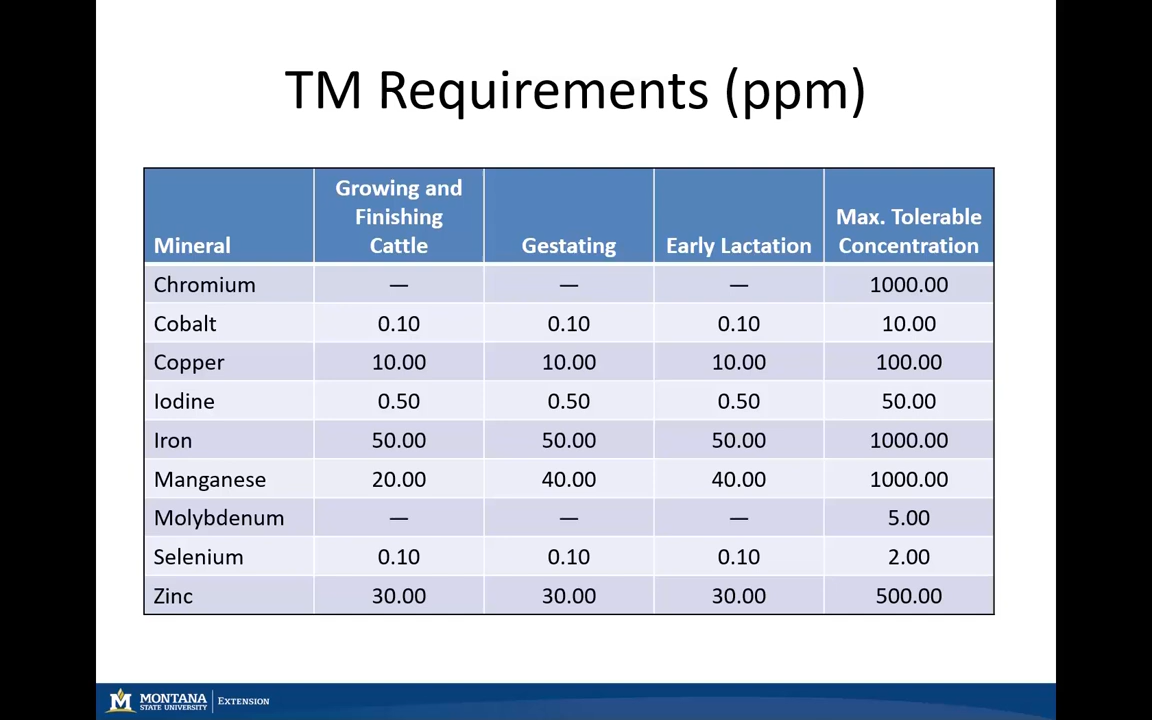 TM Requirements (ppm)
Mineral Growing and Finishing Cattle Gestating Early Lactation Max. Tolerable Concentration
Chromium — — — 1000.00
Cobalt 0.10 0.10 0.10 10.00
Copper 10.00 10.00 10.00 100.00
Iodine 0.50 0.50 0.50 50.00
Iron 50.00 50.00 50.00 1000.00
Manganese 20.00 40.00 40.00 1000.00
Molybdenum — — — 5.00
Selenium 0.10 0.10 0.10 2.00
Zinc 30.00 30.00 30.00 500.00
M MONTANA
STATE UNIVERSITY
EXTENSION